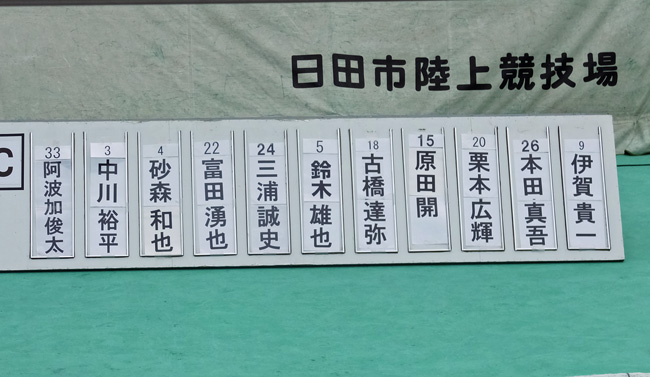 日田市陸上競技場
C
33 阿波加俊太
3 中川裕平
4 砂森和也
22 富田湧也
24 三浦誠史
5 鈴木雄也
18 古橋達弥
15 原田開
20 栗本広輝
26 本田真吾
9 伊賀貴一